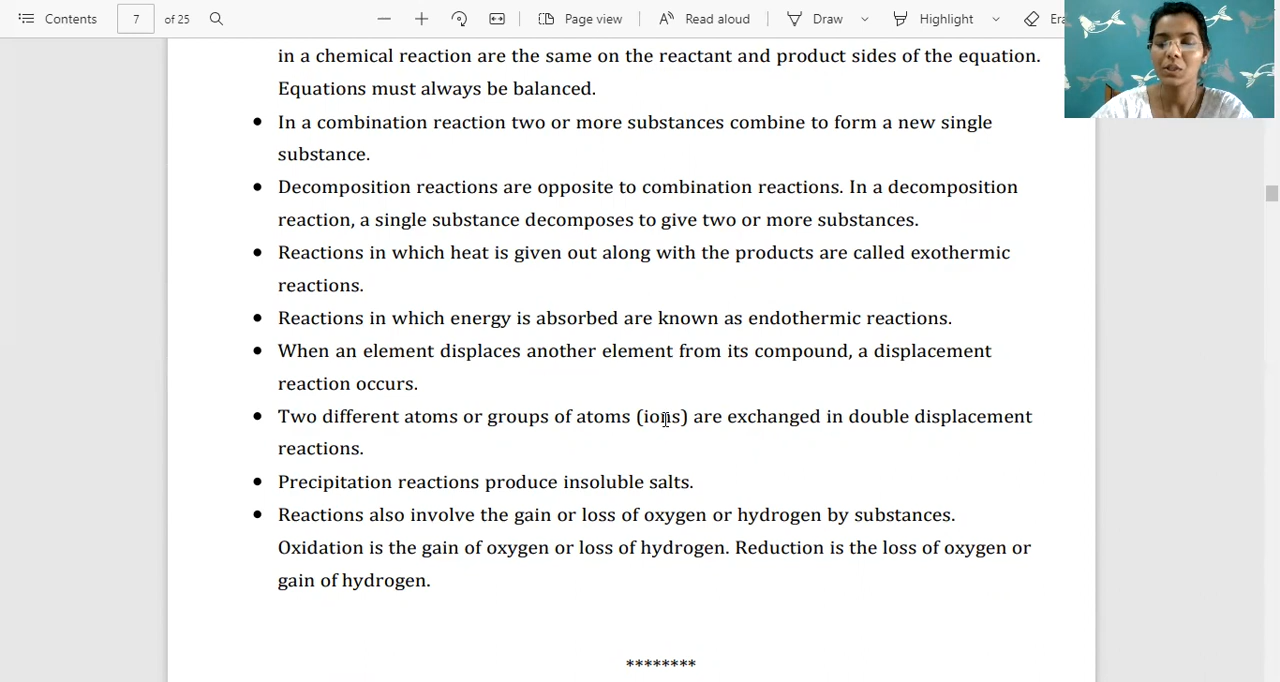 Contents
7 of 25
Page view
Read aloud
Draw
Highlight
in a chemical reaction are the same on the reactant and product sides of the equation.
Equations must always be balanced.
• In a combination reaction two or more substances combine to form a new single
substance.
• Decomposition reactions are opposite to combination reactions. In a decomposition
reaction, a single substance decomposes to give two or more substances.
• Reactions in which heat is given out along with the products are called exothermic
reactions.
• Reactions in which energy is absorbed are known as endothermic reactions.
• When an element displaces another element from its compound, a displacement
reaction occurs.
• Two different atoms or groups of atoms (ions) are exchanged in double displacement
reactions.
• Precipitation reactions produce insoluble salts.
• Reactions also involve the gain or loss of oxygen or hydrogen by substances.
Oxidation is the gain of oxygen or loss of hydrogen. Reduction is the loss of oxygen or
gain of hydrogen.
********